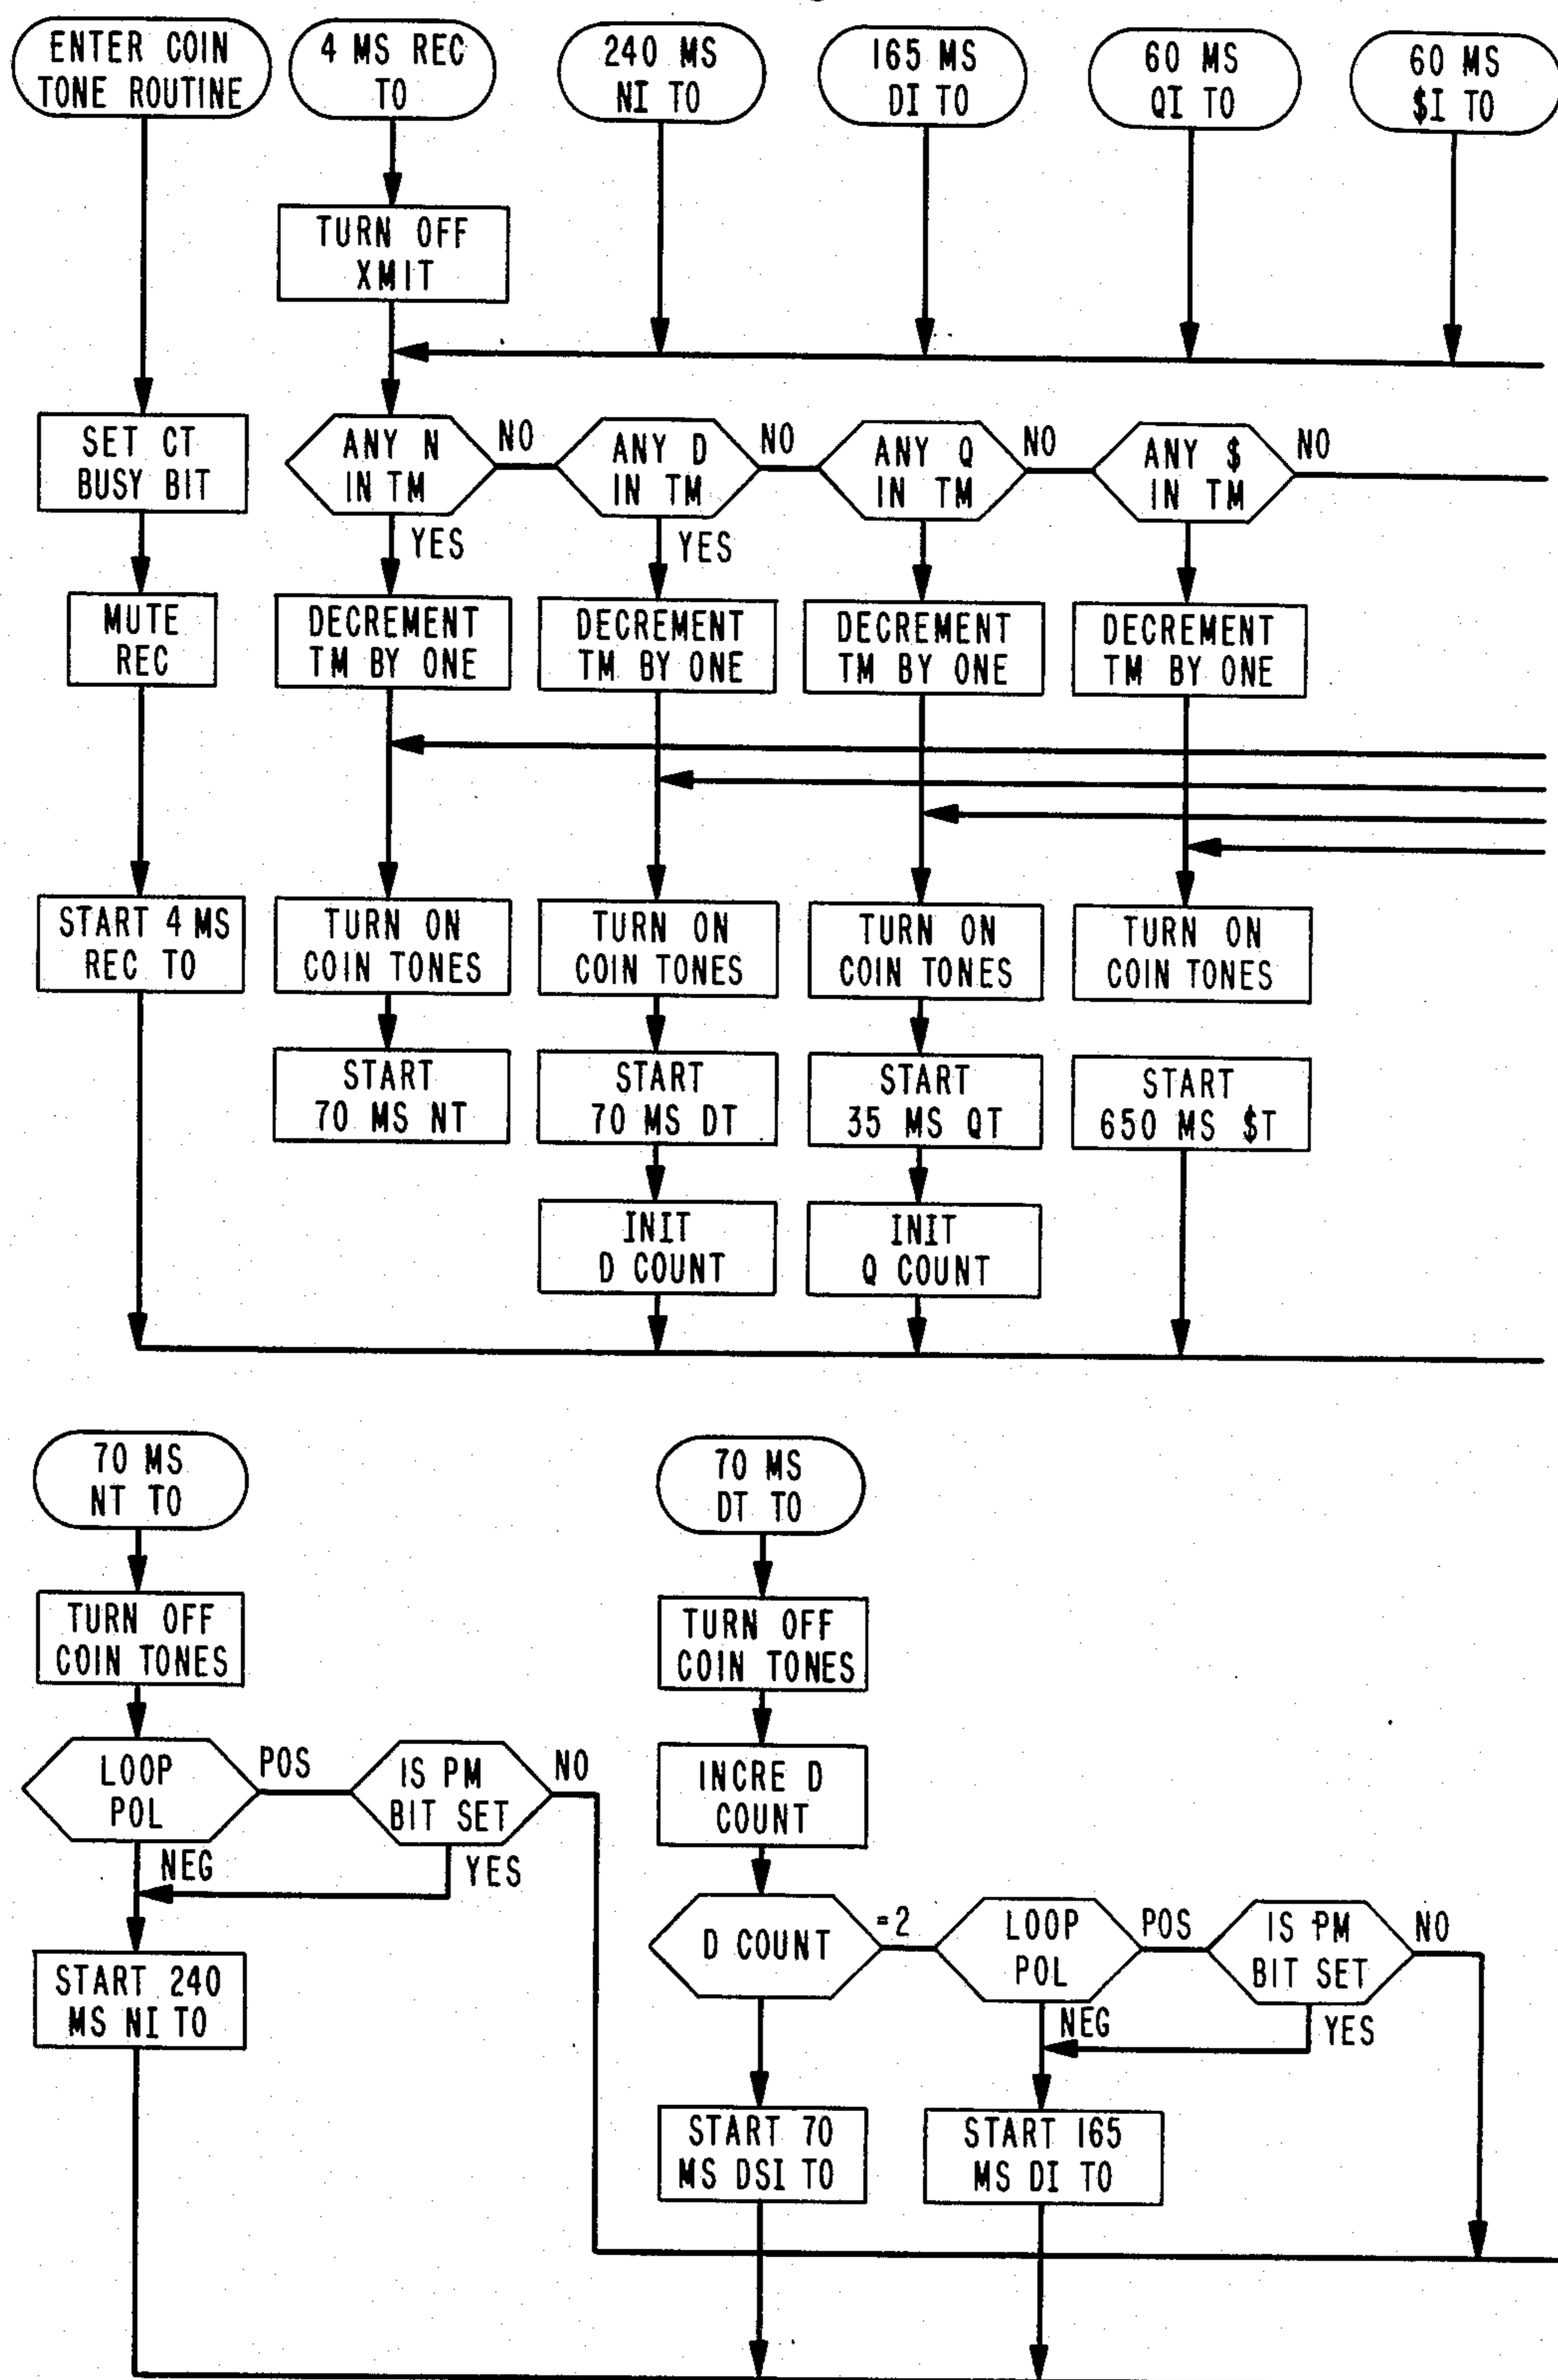 ENTER COIN
TONE ROUTINE
4 MS REC
TO
240 MS
NI TO
165 MS
DI TO
60 MS
QI TO
60 MS
$I TO
TURN OFF
XMIT
SET CT
BUSY BIT
ANY N
IN TM
NO
ANY D
IN TM
NO
ANY Q
IN TM
NO
ANY $
IN TM
NO
YES
YES
MUTE
REC
DECREMENT
TM BY ONE
DECREMENT
TM BY ONE
DECREMENT
TM BY ONE
DECREMENT
TM BY ONE
START 4 MS
REC TO
TURN ON
COIN TONES
TURN ON
COIN TONES
TURN ON
COIN TONES
TURN ON
COIN TONES
START
70 MS NT
START
70 MS DT
START
35 MS QT
START
650 MS $T
INIT
D COUNT
INIT
Q COUNT
70 MS
NT TO
70 MS
DT TO
TURN OFF
COIN TONES
TURN OFF
COIN TONES
LOOP
POL
POS
IS PM
BIT SET
NO
NEG
YES
INCRE D
COUNT
START 240
MS NI TO
D COUNT
=2
LOOP
POL
POS
IS PM
BIT SET
NO
NEG
YES
START 70
MS DSI TO
START 165
MS DI TO